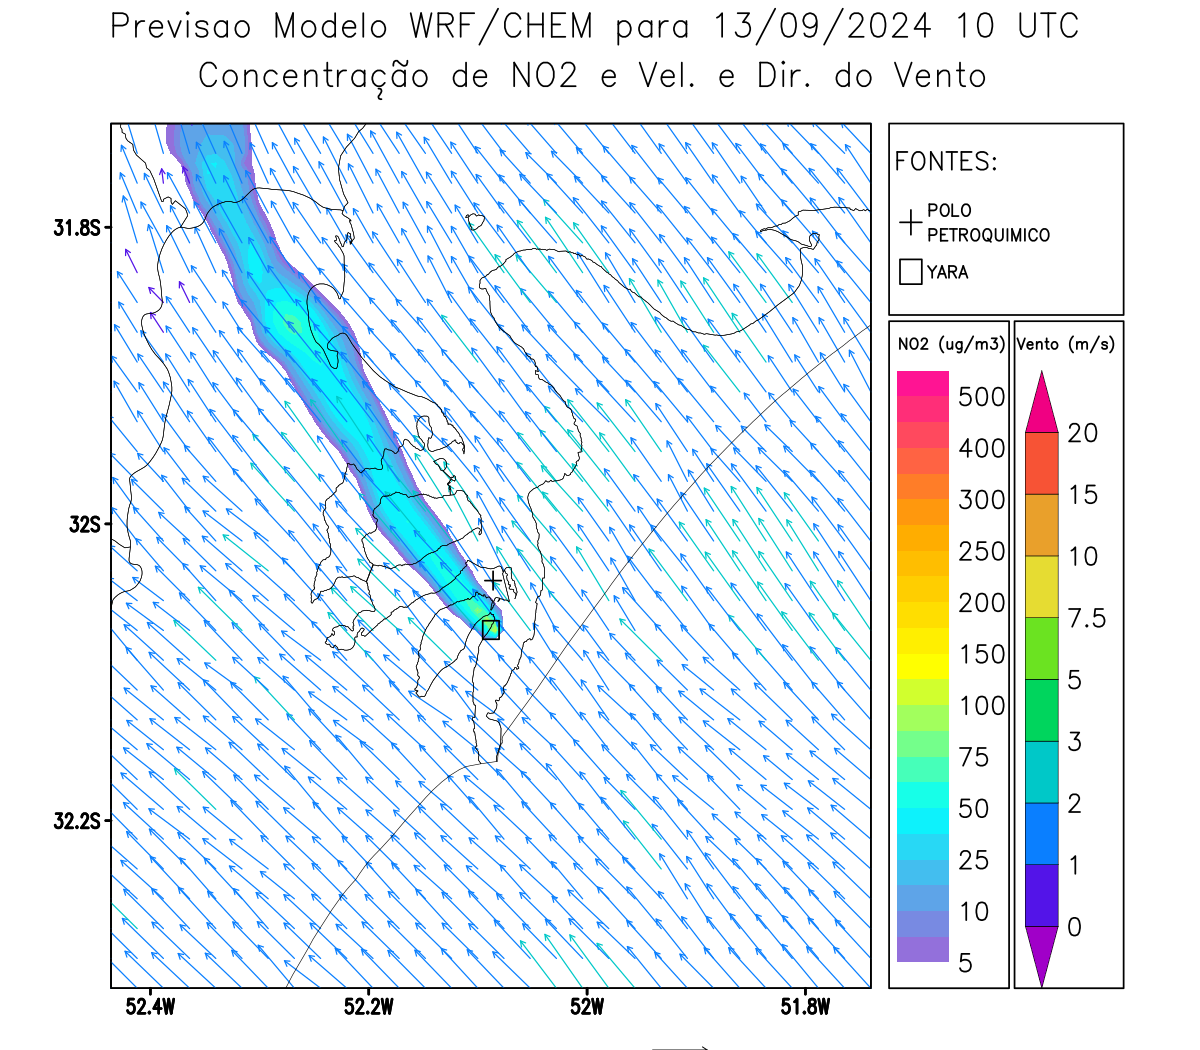 Previsao Modelo WRF/CHEM para 13/09/2024 10 UTC
Concentração de NO2 e Vel. e Dir. do Vento
FONTES:
POLO
PETROQUIMICO
YARA
NO2 (ug/m3)
500
400
300
250
200
150
100
75
50
25
10
5
Vento (m/s)
20
15
10
7.5
5
3
2
1
0
31.8S
32S
32.2S
52.4W
52.2W
52W
51.8W